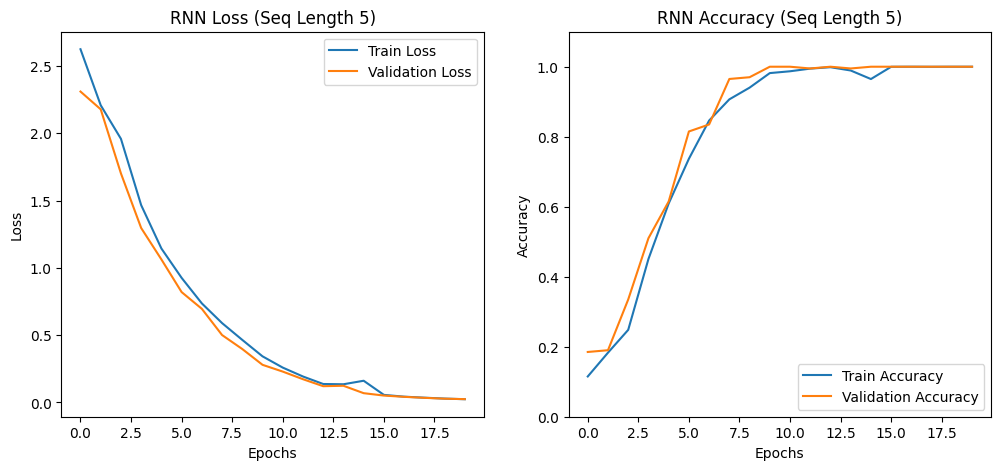 RNN Loss (Seq Length 5)
Train Loss
Validation Loss
2.5
2.0
1.5
1.0
0.5
0.0
Loss
0.0 2.5 5.0 7.5 10.0 12.5 15.0 17.5
Epochs
RNN Accuracy (Seq Length 5)
1.0
0.8
0.6
0.4
0.2
0.0
Accuracy
Train Accuracy
Validation Accuracy
0.0 2.5 5.0 7.5 10.0 12.5 15.0 17.5
Epochs